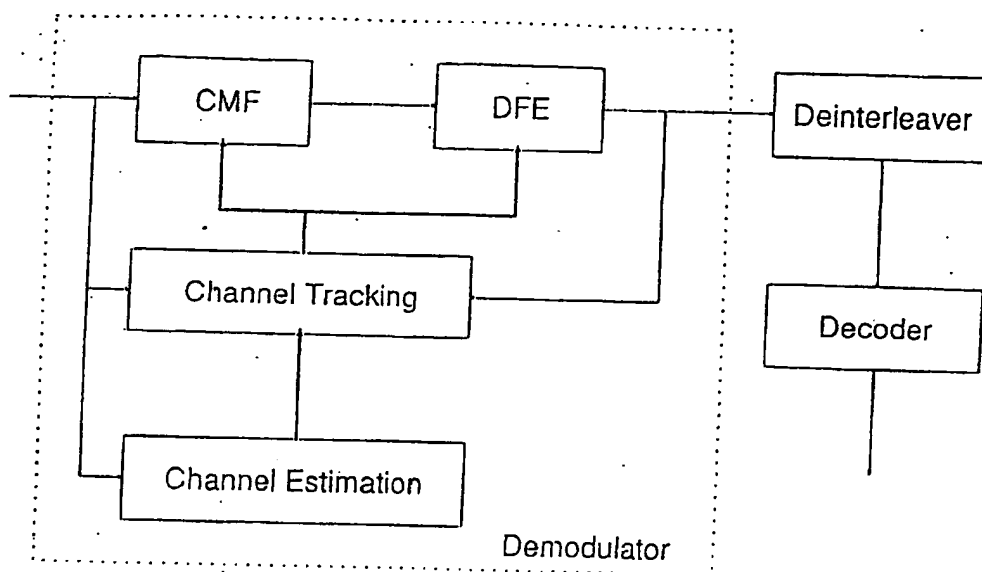 CMF
DFE
Deinterleaver
Channel Tracking
Decoder
Channel Estimation
Demodulator